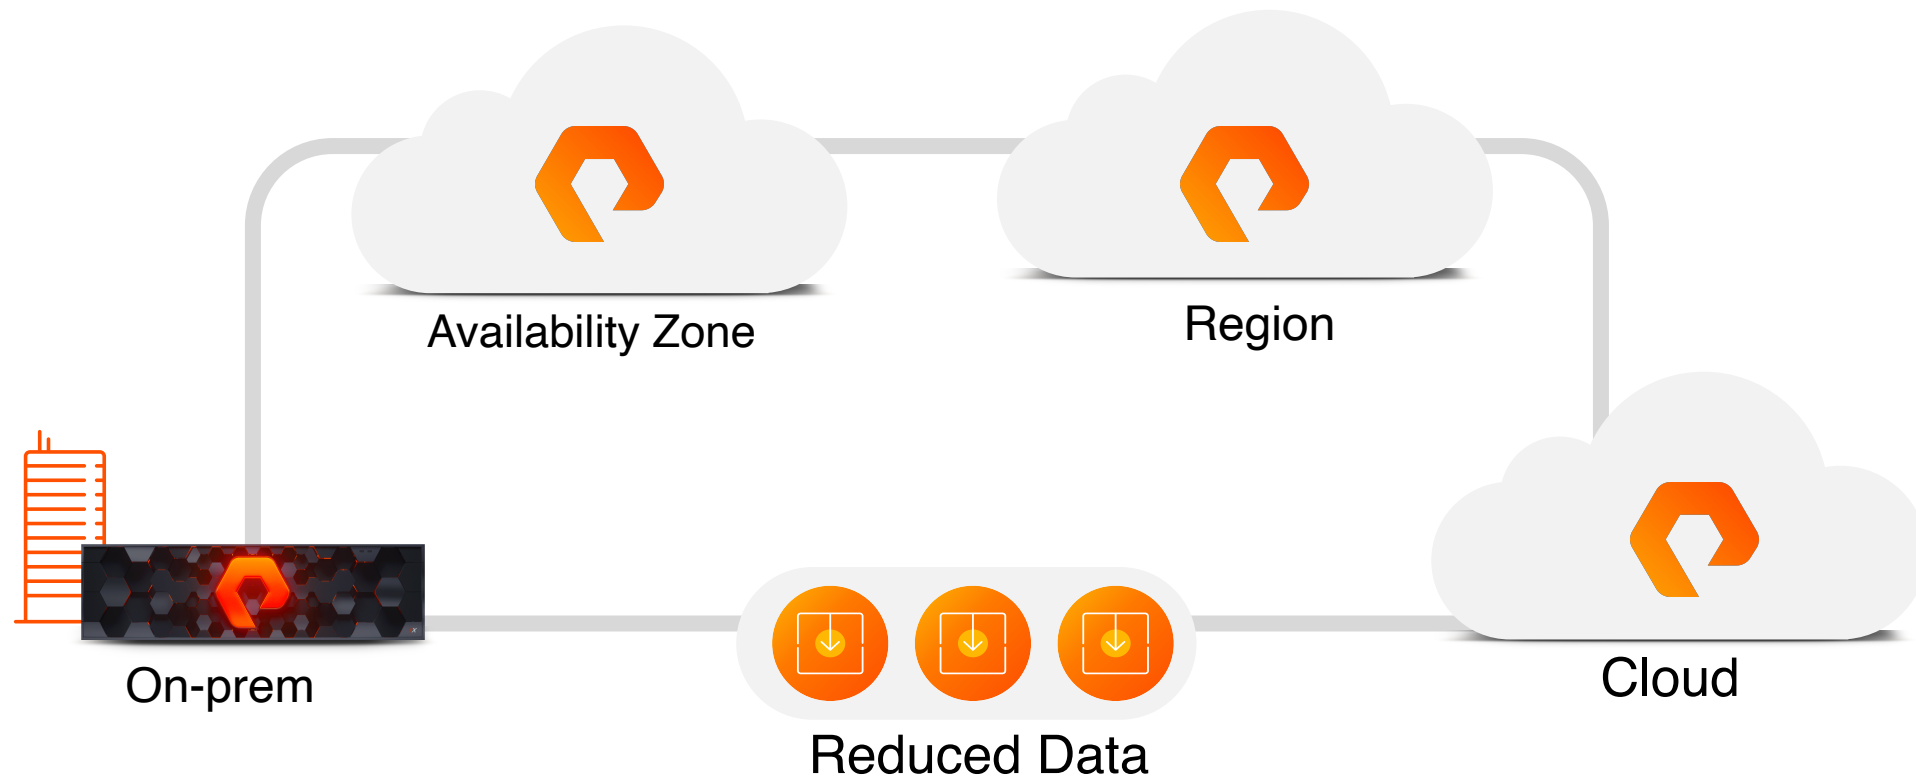 Availability Zone
Region
On-prem
Cloud
Reduced Data